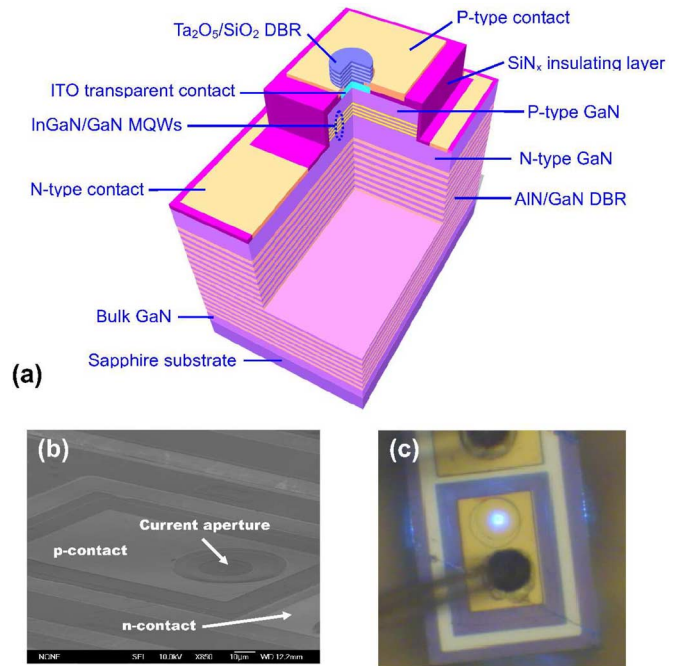 Ta₂O₅/SiO₂ DBR
P-type contact
SiNₓ insulating layer
ITO transparent contact
InGaN/GaN MQWs
P-type GaN
N-type GaN
N-type contact
AlN/GaN DBR
Bulk GaN
Sapphire substrate
(a)
(b)
Current aperture
p-contact
n-contact
NONE SEI 10.0kV X850 10μm WD 12.2mm
(c)